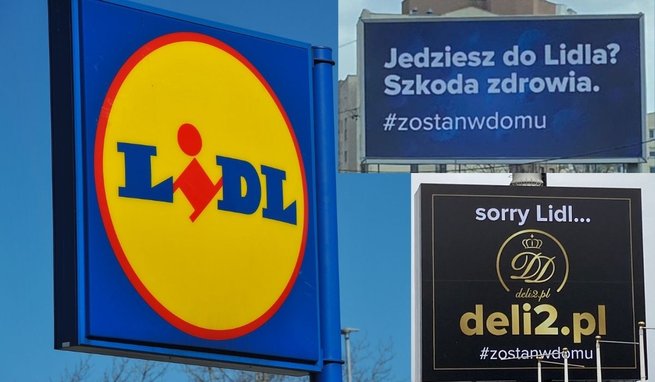 LiDL
Jedziesz do Lidla?
Szkoda zdrowia.
#zostanwdomu
sorry Lidl...
DD
deli2.pl
deli2.pl
#zostanwdomu